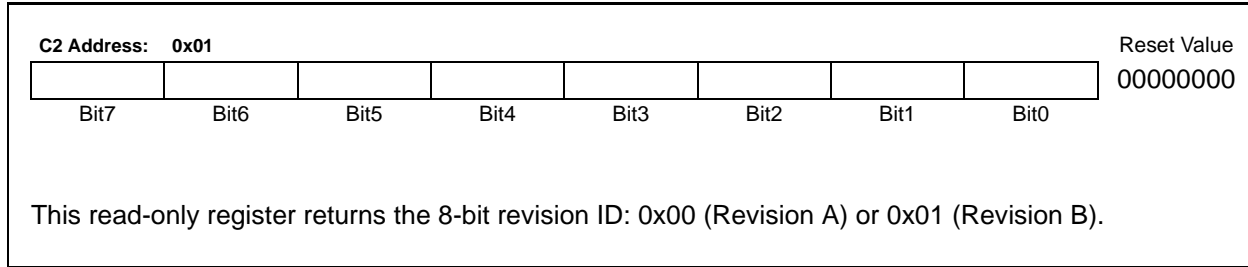 C2 Address: 0x01 Reset Value
00000000
Bit7 Bit6 Bit5 Bit4 Bit3 Bit2 Bit1 Bit0
This read-only register returns the 8-bit revision ID: 0x00 (Revision A) or 0x01 (Revision B).